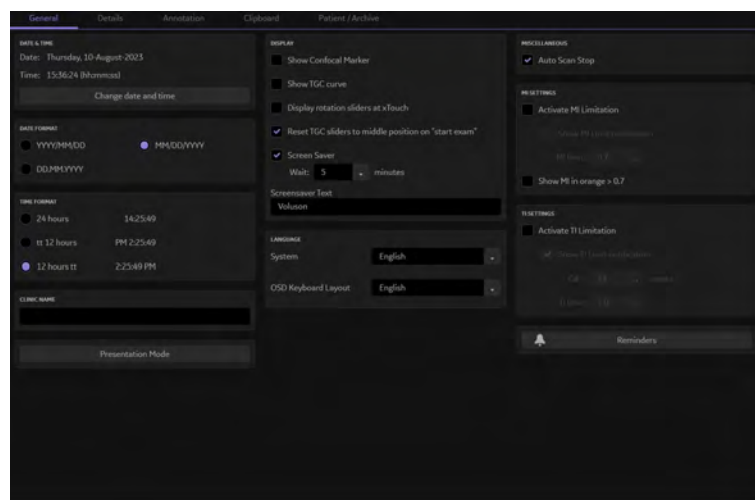 General Details Annotation Clipboard Patient / Archive
DATE & TIME
Date: Thursday, 10-August-2023
Time: 15:36:24 (hh:mm:ss)
Change date and time
DATE FORMAT
YYYY/MM/DD MM/DD/YYYY
DD.MM.YYYY
TIME FORMAT
24 hours 14:25:49
tt 12 hours PM 2:25:49
12 hours tt 2:25:49 PM
CLINIC NAME
Presentation Mode
DISPLAY
Show Confocal Marker
Show TGC curve
Display rotation sliders at xTouch
Reset TGC sliders to middle position on "start exam"
Screen Saver
Wait: 5 minutes
Screensaver Text
Voluson
LANGUAGE
System English
OSD Keyboard Layout English
MISCELLANEOUS
Auto Scan Stop
MI SETTINGS
Activate MI Limitation
Show MI in orange > 0.7
TI SETTINGS
Activate TI Limitation
Reminders